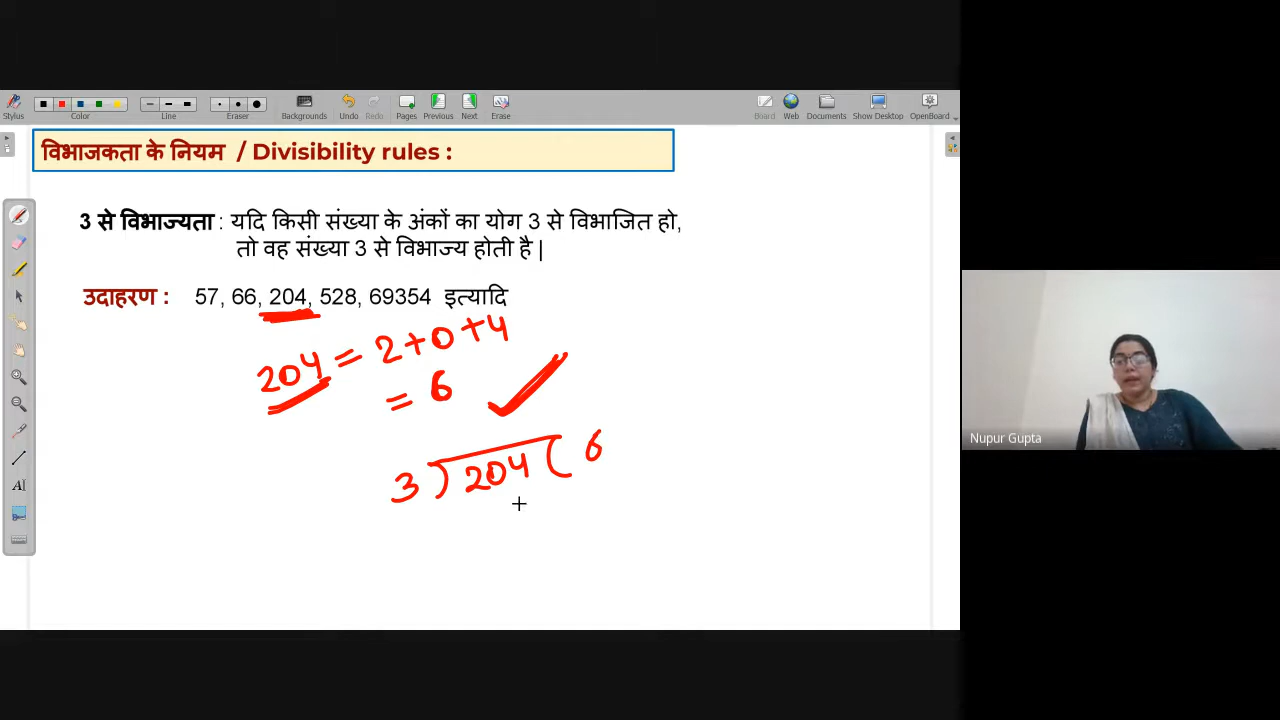 Stylus Color Line Eraser Backgrounds Undo Redo Pages Previous Next Erase Board Web Documents Show Desktop OpenBoard
विभाजकता के नियम / Divisibility rules :
3 से विभाज्यता : यदि किसी संख्या के अंकों का योग 3 से विभाजित हो,
तो वह संख्या 3 से विभाज्य होती है |
उदाहरण : 57, 66, 204, 528, 69354 इत्यादि
204 = 2+0+4
= 6
3 ) 204 ( 6
Nupur Gupta